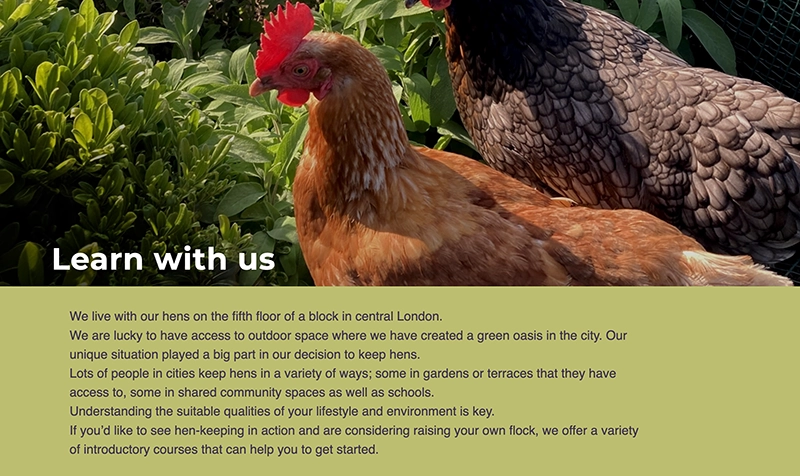 Learn with us
We live with our hens on the fifth floor of a block in central London.
We are lucky to have access to outdoor space where we have created a green oasis in the city. Our
unique situation played a big part in our decision to keep hens.
Lots of people in cities keep hens in a variety of ways; some in gardens or terraces that they have
access to, some in shared community spaces as well as schools.
Understanding the suitable qualities of your lifestyle and environment is key.
If you’d like to see hen-keeping in action and are considering raising your own flock, we offer a variety
of introductory courses that can help you to get started.